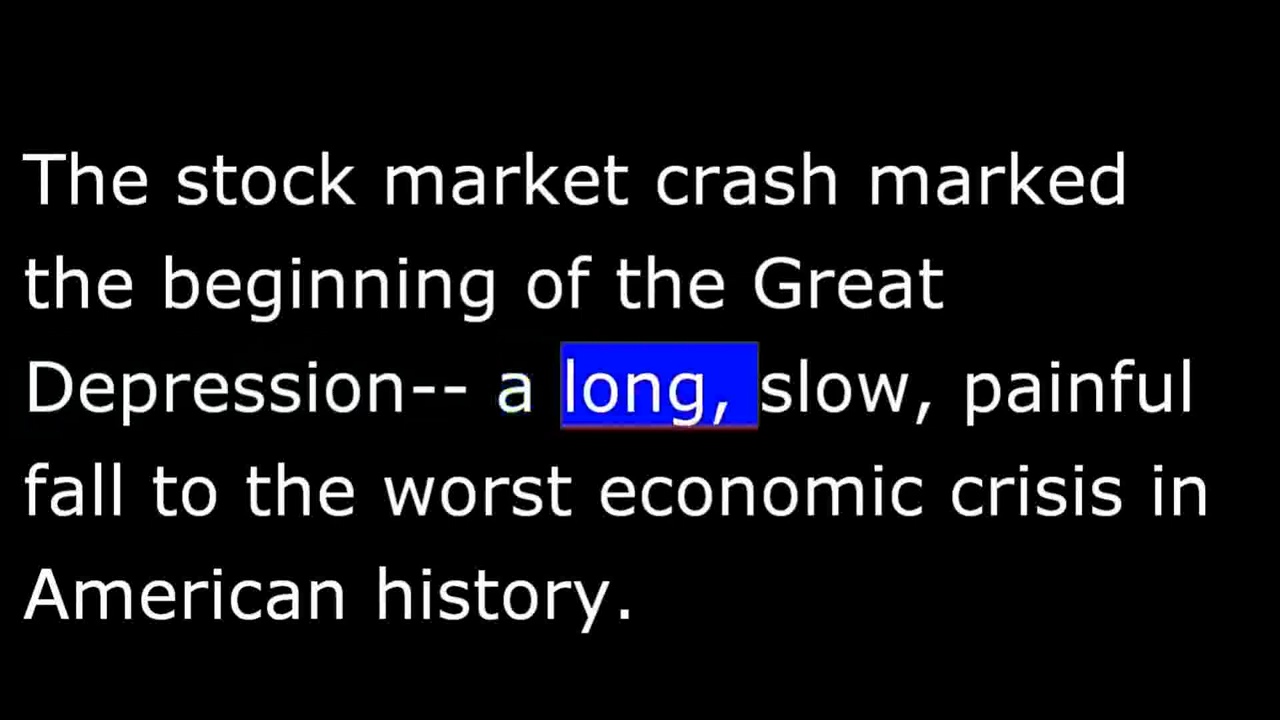 The stock market crash marked
the beginning of the Great
Depression-- a long, slow, painful
fall to the worst economic crisis in
American history.